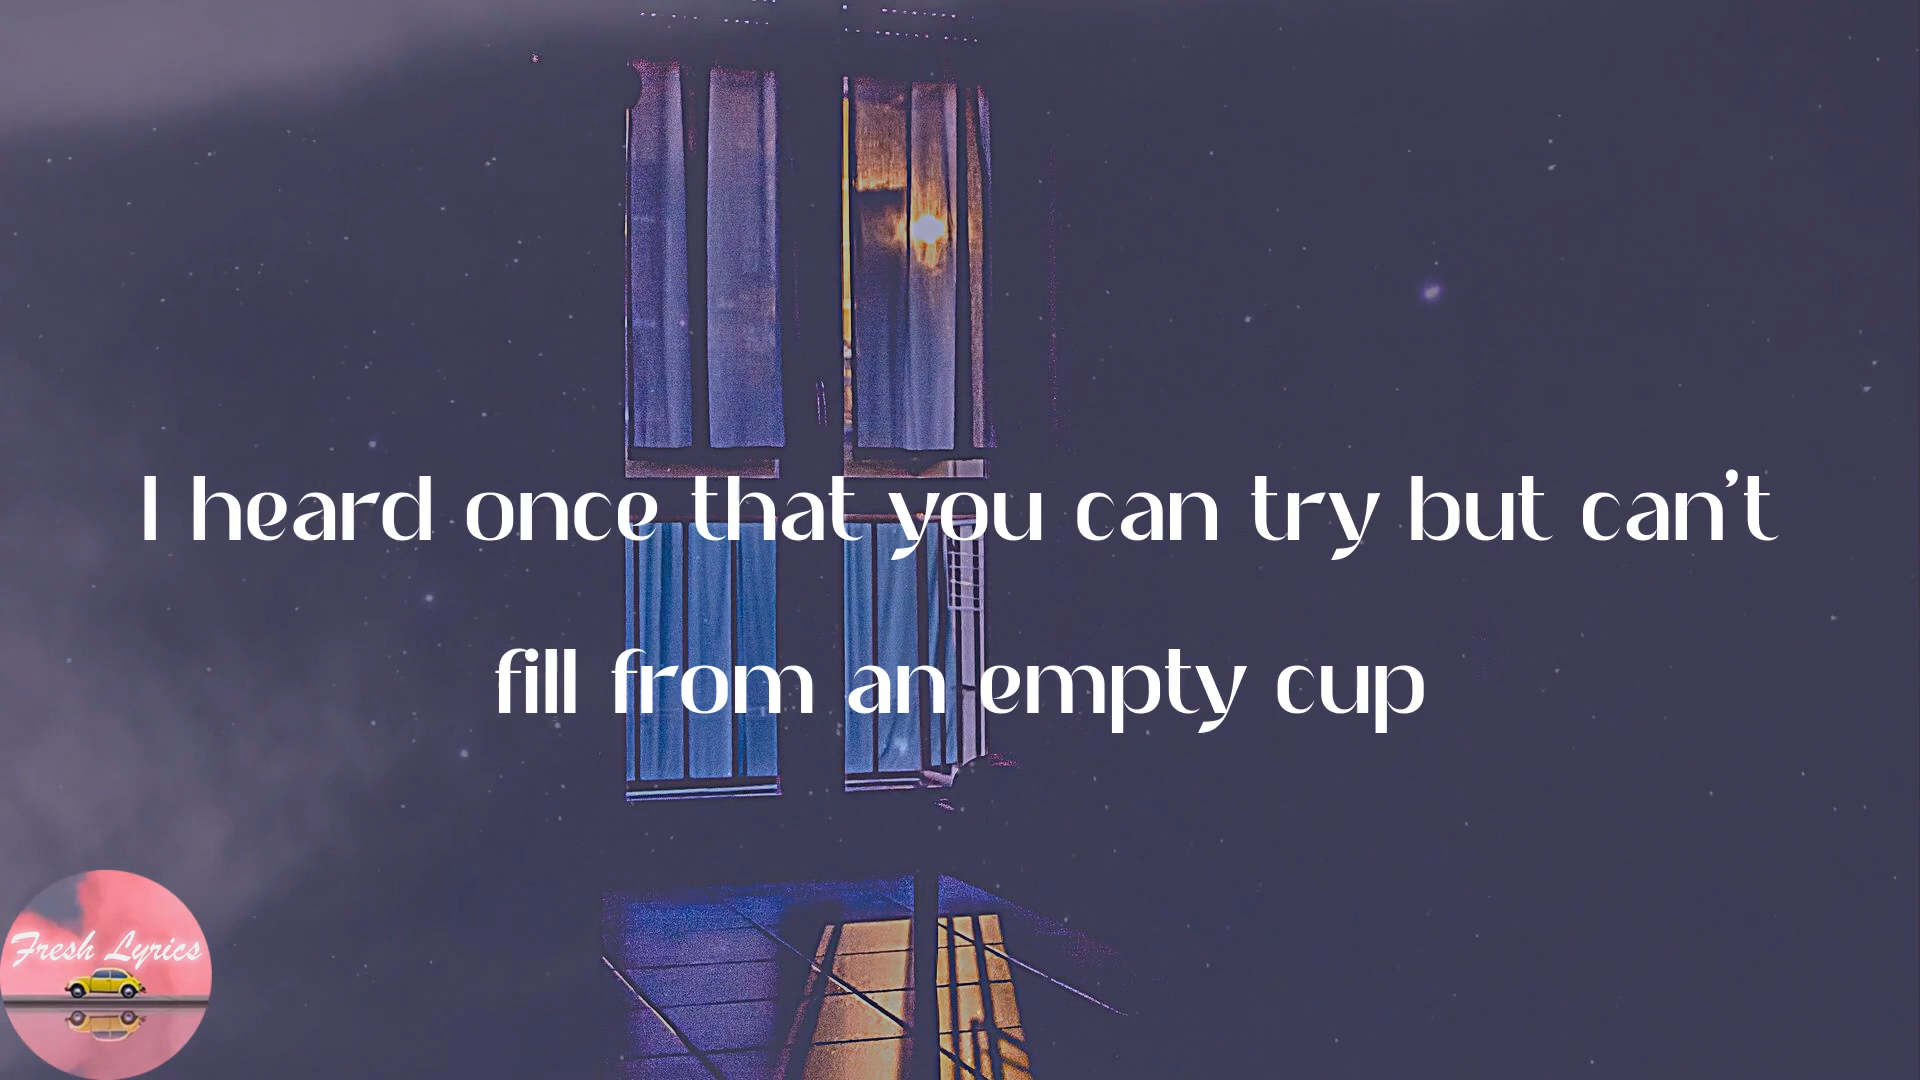 I heard once that you can try but can't
fill from an empty cup
Fresh Lyrics